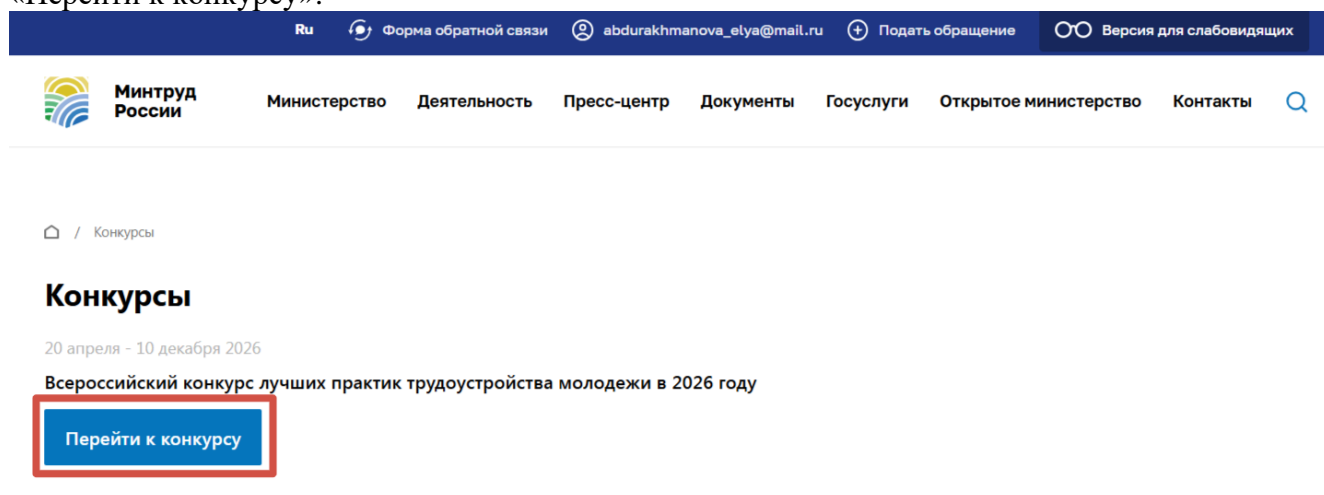 «Перейти к конкурсу».
Ru Форма обратной связи abdurakhmanova_elya@mail.ru Подать обращение Версия для слабовидящих
Минтруд России Министерство Деятельность Пресс-центр Документы Госуслуги Открытое министерство Контакты
/ Конкурсы
Конкурсы
20 апреля - 10 декабря 2026
Всероссийский конкурс лучших практик трудоустройства молодежи в 2026 году
Перейти к конкурсу